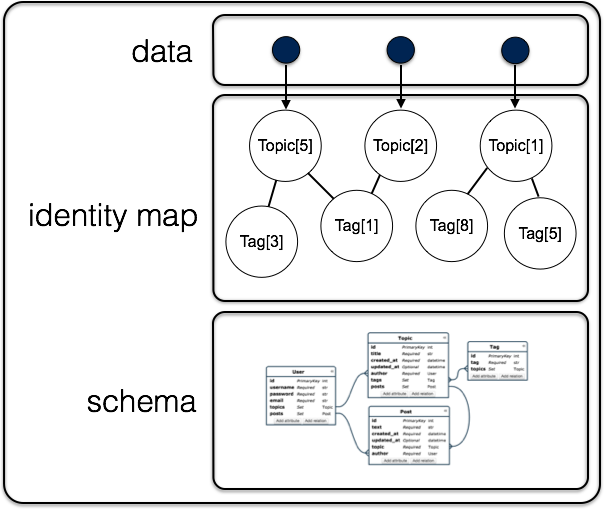 data
Topic[5]
Topic[2]
Topic[1]
identity map
Tag[3]
Tag[1]
Tag[8]
Tag[5]
schema
User
id PrimaryKey int
username Required str
password Required str
email Required str
topics Set Topic
posts Set Post
Add attribute Add relation
Topic
id PrimaryKey int
title Required str
created_at Required datetime
updated_at Optional datetime
author Required User
tags Set Tag
posts Set Post
Add attribute Add relation
Tag
id PrimaryKey int
tag Required str
topics Set Topic
Add attribute Add relation
Post
id PrimaryKey int
text Required str
created_at Required datetime
updated_at Optional datetime
topic Required Topic
author Required User
Add attribute Add relation